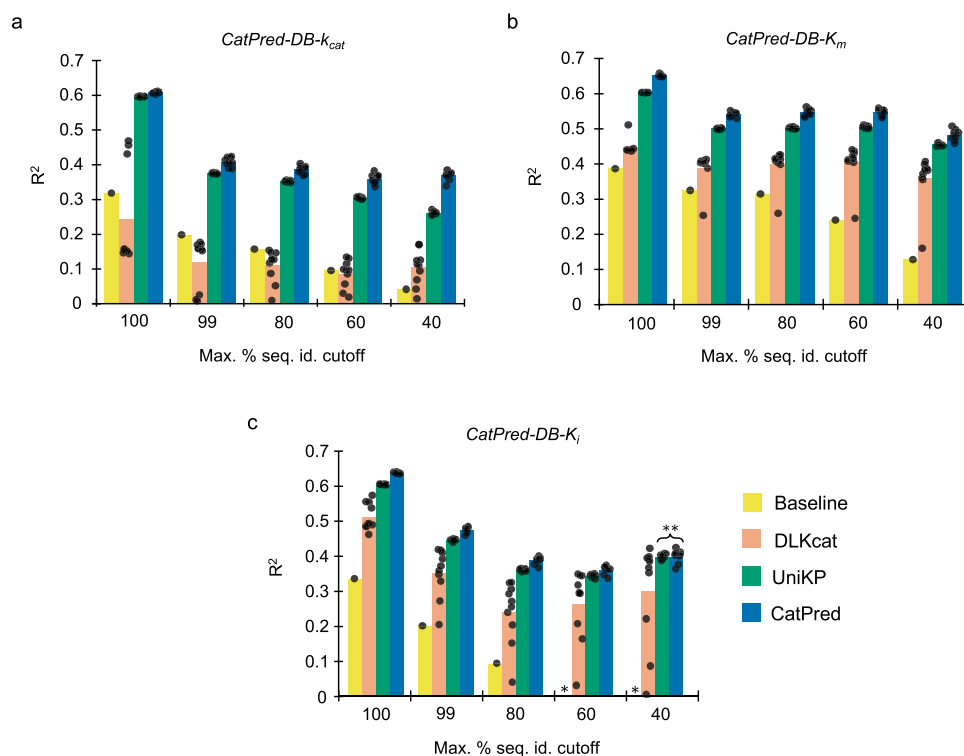 a
CatPred-DB-kcat
0.7
0.6
0.5
0.4
0.3
0.2
0.1
0
R2
100 99 80 60 40
Max. % seq. id. cutoff
b
CatPred-DB-Km
0.7
0.6
0.5
0.4
0.3
0.2
0.1
0
R2
100 99 80 60 40
Max. % seq. id. cutoff
c
CatPred-DB-Ki
0.7
0.6
0.5
0.4
0.3
0.2
0.1
0
R2
* * **
100 99 80 60 40
Max. % seq. id. cutoff
Baseline
DLKcat
UniKP
CatPred